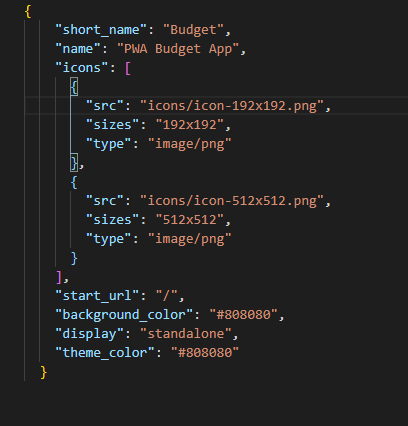 {
"short_name": "Budget",
"name": "PWA Budget App",
"icons": [
{
"src": "icons/icon-192x192.png",
"sizes": "192x192",
"type": "image/png"
},
{
"src": "icons/icon-512x512.png",
"sizes": "512x512",
"type": "image/png"
}
],
"start_url": "/",
"background_color": "#808080",
"display": "standalone",
"theme_color": "#808080"
}